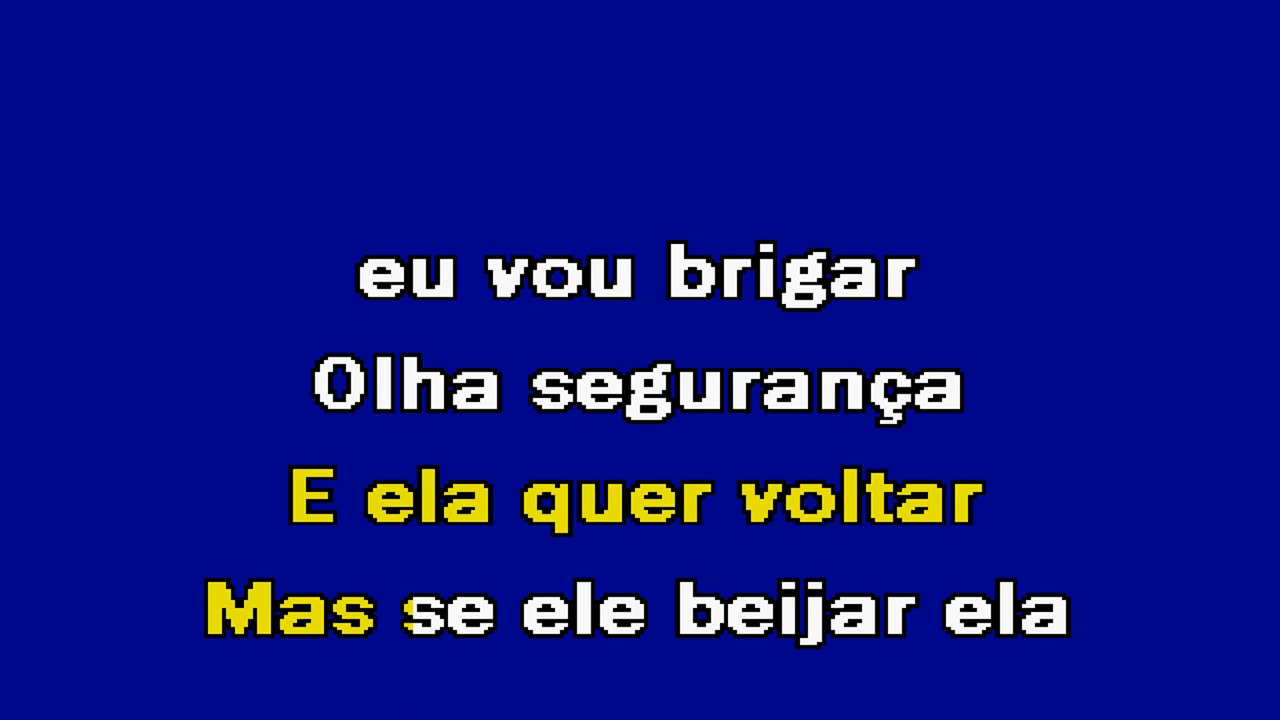 eu vou brigar
Olha segurança
E ela quer voltar
Mas se ele beijar ela